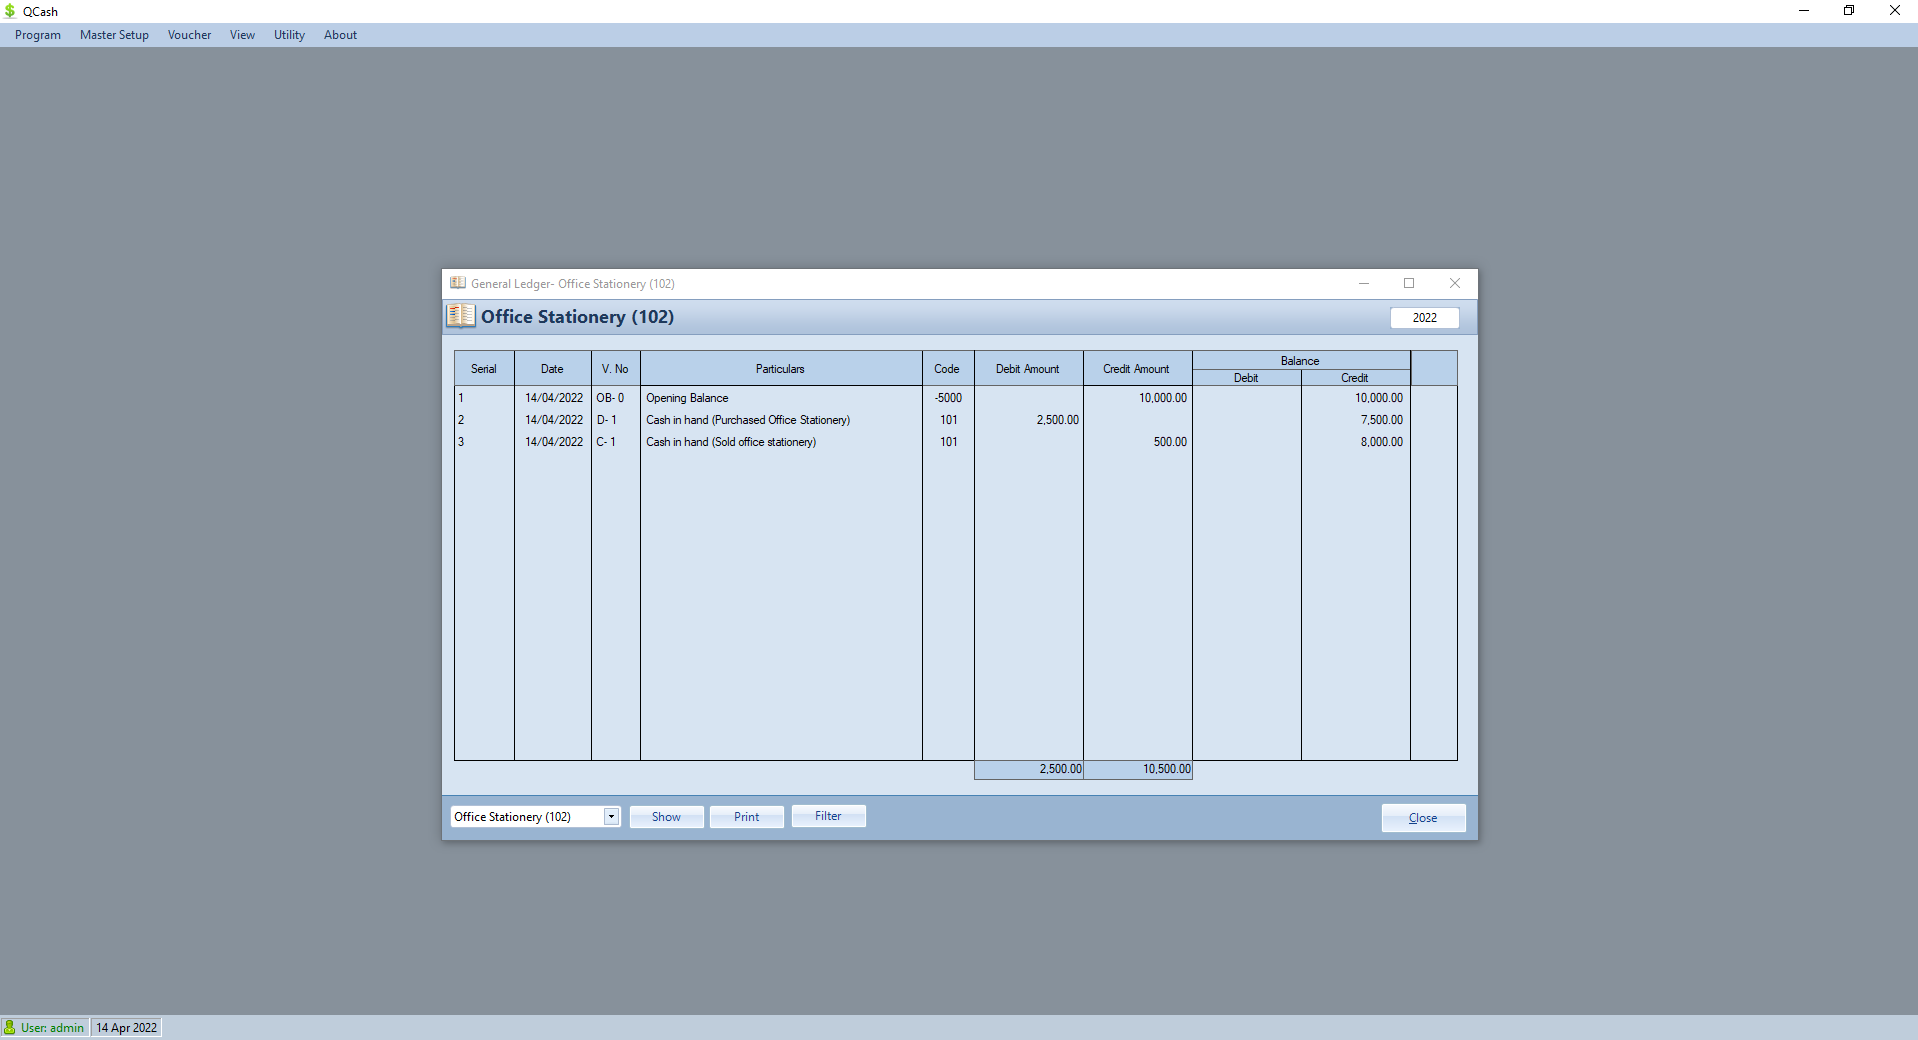 QCash
Program Master Setup Voucher View Utility About
General Ledger- Office Stationery (102)
Office Stationery (102) 2022
Serial Date V. No Particulars Code Debit Amount Credit Amount Balance
Debit Credit
1 14/04/2022 OB- 0 Opening Balance -5000 10,000.00 10,000.00
2 14/04/2022 D- 1 Cash in hand (Purchased Office Stationery) 101 2,500.00 7,500.00
3 14/04/2022 C- 1 Cash in hand (Sold office stationery) 101 500.00 8,000.00
2,500.00 10,500.00
Office Stationery (102) Show Print Filter Close
User: admin 14 Apr 2022